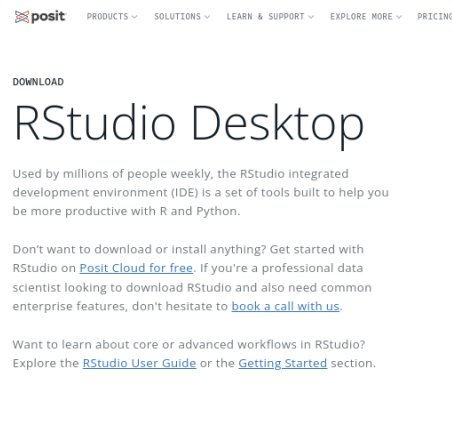 posit PRODUCTS SOLUTIONS LEARN & SUPPORT EXPLORE MORE PRICING
DOWNLOAD
RStudio Desktop
Used by millions of people weekly, the RStudio integrated
development environment (IDE) is a set of tools built to help you
be more productive with R and Python.
Don't want to download or install anything? Get started with
RStudio on Posit Cloud for free. If you're a professional data
scientist looking to download RStudio and also need common
enterprise features, don't hesitate to book a call with us.
Want to learn about core or advanced workflows in RStudio?
Explore the RStudio User Guide or the Getting Started section.